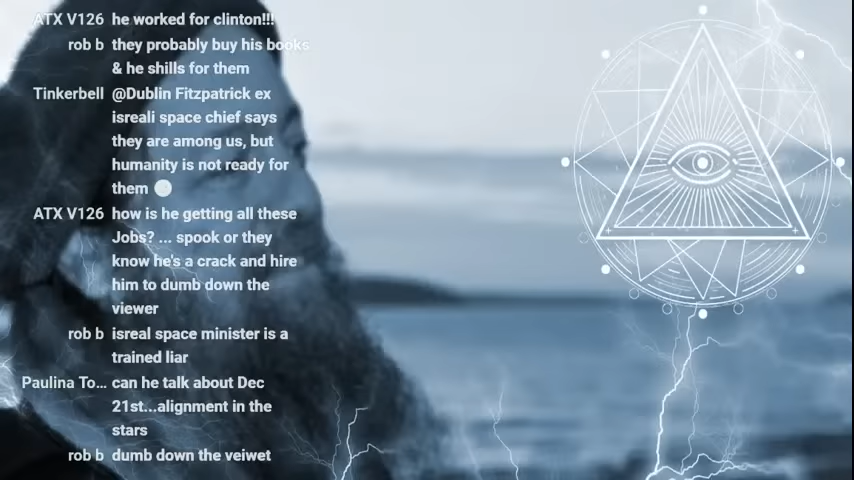 ATX V126 he worked for clinton!!!
rob b they probably buy his books
& he shills for them
Tinkerbell @Dublin Fitzpatrick ex
isreali space chief says
they are among us, but
humanity is not ready for
them
ATX V126 how is he getting all these
Jobs? ... spook or they
know he's a crack and hire
him to dumb down the
viewer
rob b isreal space minister is a
trained liar
Paulina To... can he talk about Dec
21st...alignment in the
stars
rob b dumb down the veiwet